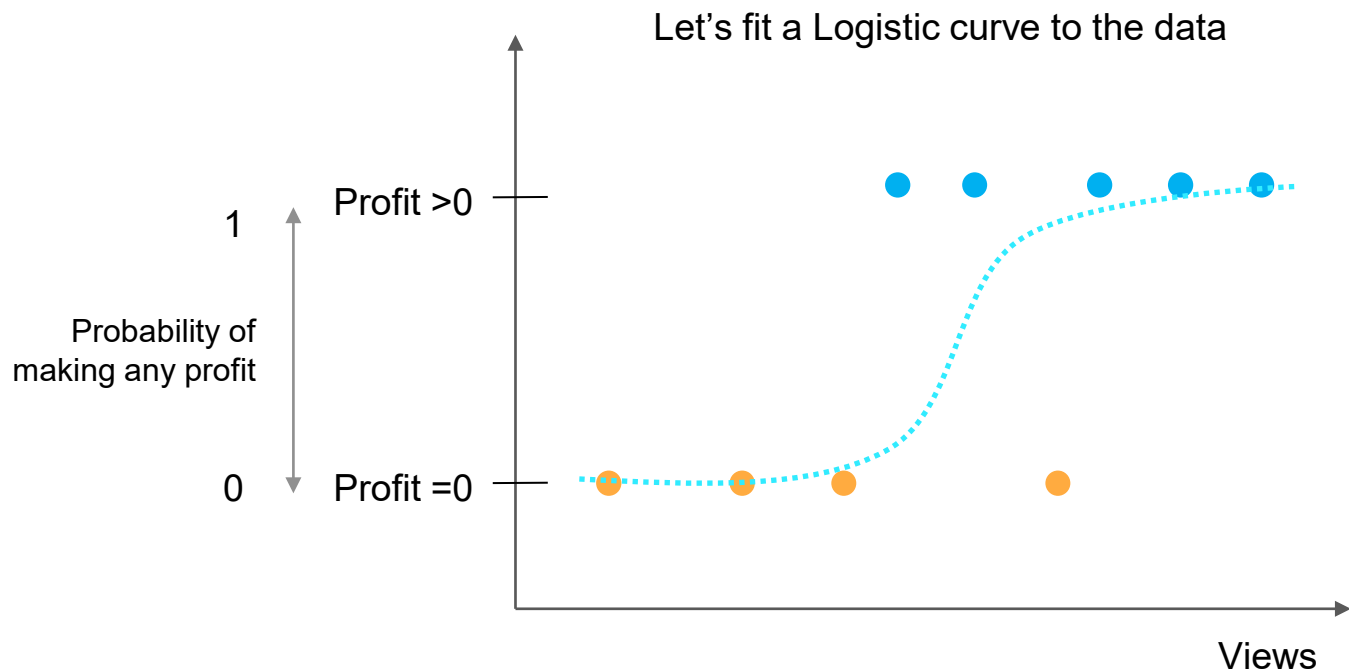 Let’s fit a Logistic curve to the data
Profit >0
1
Probability of
making any profit
0
Profit =0
Views